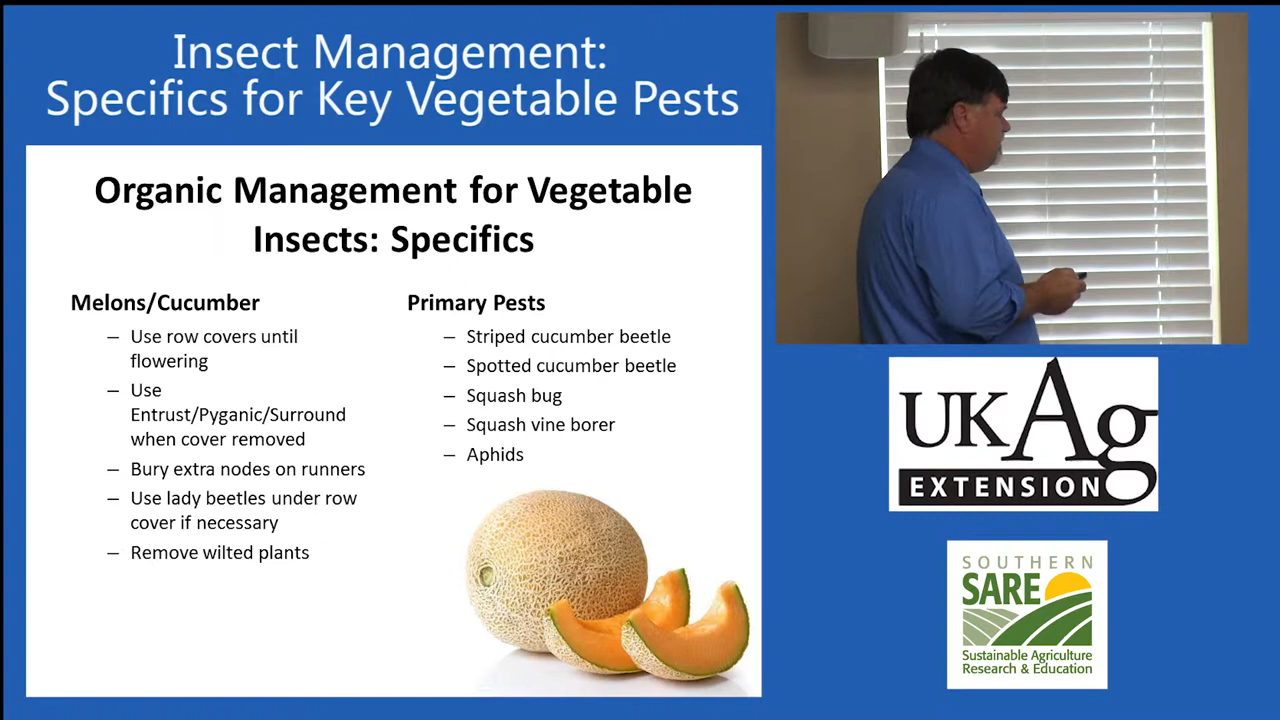 Insect Management:
Specifics for Key Vegetable Pests
Organic Management for Vegetable
Insects: Specifics
Melons/Cucumber
– Use row covers until
flowering
– Use
Entrust/Pyganic/Surround
when cover removed
– Bury extra nodes on runners
– Use lady beetles under row
cover if necessary
– Remove wilted plants
Primary Pests
– Striped cucumber beetle
– Spotted cucumber beetle
– Squash bug
– Squash vine borer
– Aphids
UKAg
EXTENSION
SOUTHERN
SARE
Sustainable Agriculture
Research & Education